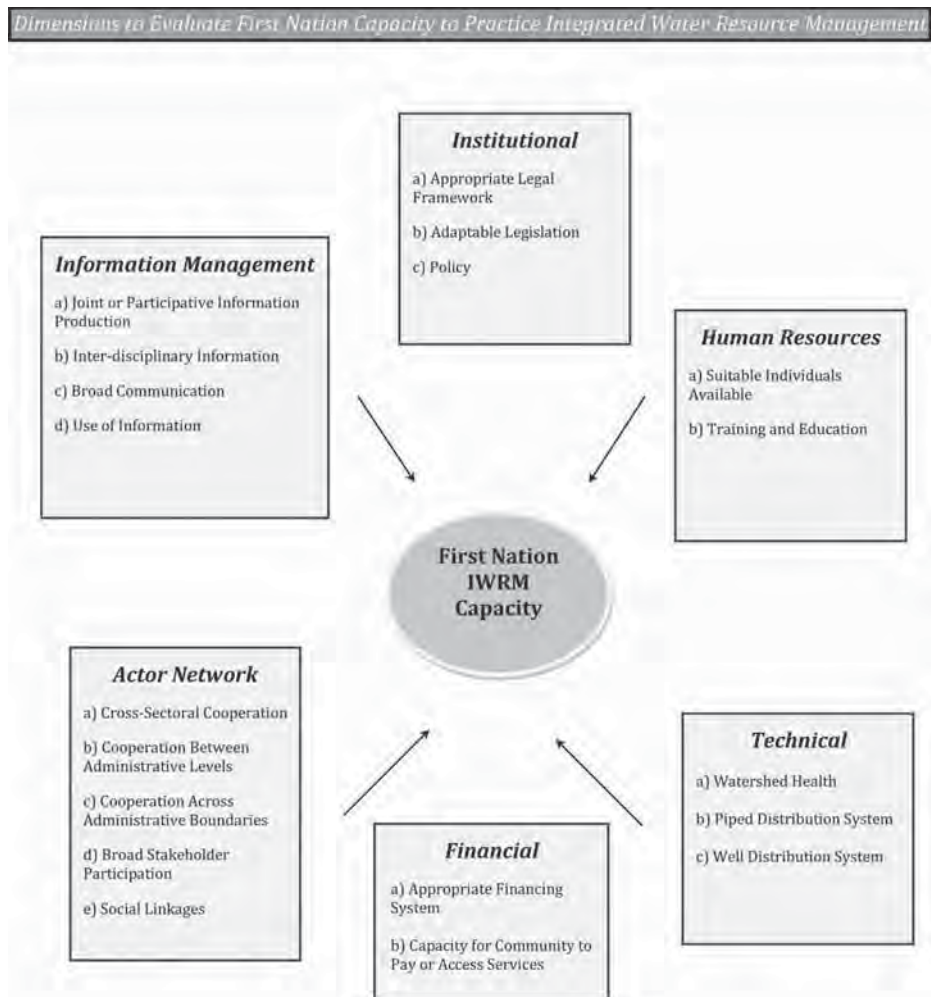 Dimensions to Evaluate First Nation Capacity to Practice Integrated Water Resource Management
Institutional
a) Appropriate Legal
Framework
b) Adaptable Legislation
c) Policy
Information Management
a) Joint or Participative Information
Production
b) Inter-disciplinary Information
c) Broad Communication
d) Use of Information
Human Resources
a) Suitable Individuals
Available
b) Training and Education
First Nation
IWRM
Capacity
Actor Network
a) Cross-Sectoral Cooperation
b) Cooperation Between
Administrative Levels
c) Cooperation Across
Administrative Boundaries
d) Broad Stakeholder
Participation
e) Social Linkages
Technical
a) Watershed Health
b) Piped Distribution System
c) Well Distribution System
Financial
a) Appropriate Financing
System
b) Capacity for Community to
Pay or Access Services